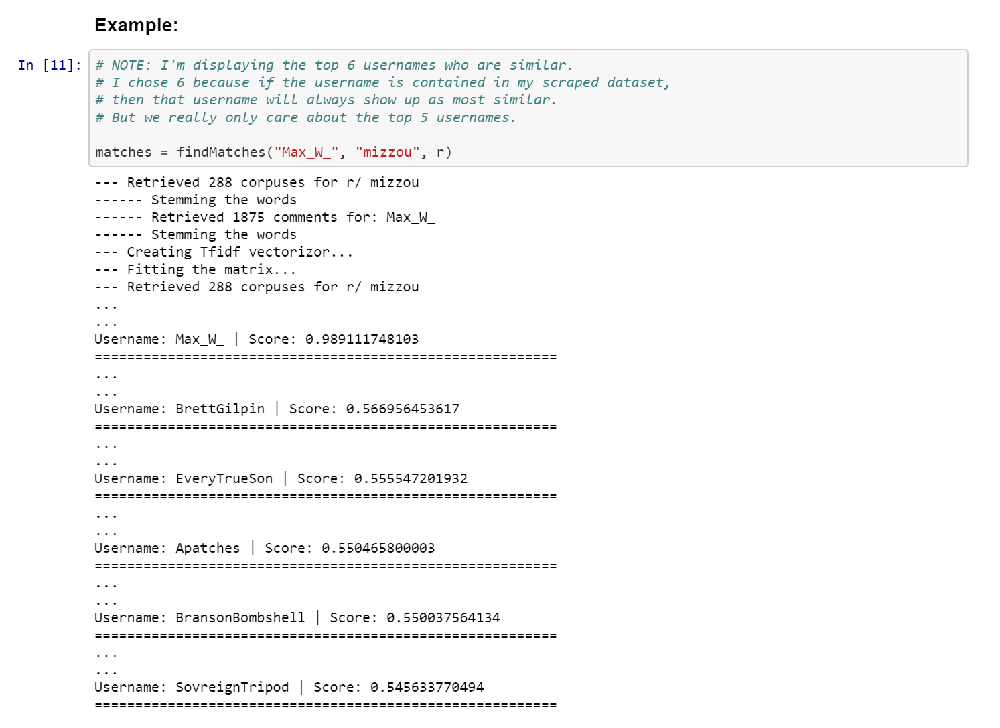 Example:
In [11]:
# NOTE: I'm displaying the top 6 usernames who are similar.
# I chose 6 because if the username is contained in my scraped dataset,
# then that username will always show up as most similar.
# But we really only care about the top 5 usernames.
matches = findMatches("Max_W_", "mizzou", r)
--- Retrieved 288 corpuses for r/ mizzou
------ Stemming the words
------ Retrieved 1875 comments for: Max_W_
------ Stemming the words
--- Creating Tfidf vectorizor...
--- Fitting the matrix...
--- Retrieved 288 corpuses for r/ mizzou
...
...
Username: Max_W_ | Score: 0.989111748103
=========================================================
...
...
Username: BrettGilpin | Score: 0.566956453617
=========================================================
...
...
Username: EveryTrueSon | Score: 0.555547201932
=========================================================
...
...
Username: Apatches | Score: 0.550465800003
=========================================================
...
...
Username: BransonBombshell | Score: 0.550037564134
=========================================================
...
...
Username: SovreignTripod | Score: 0.545633770494
=========================================================